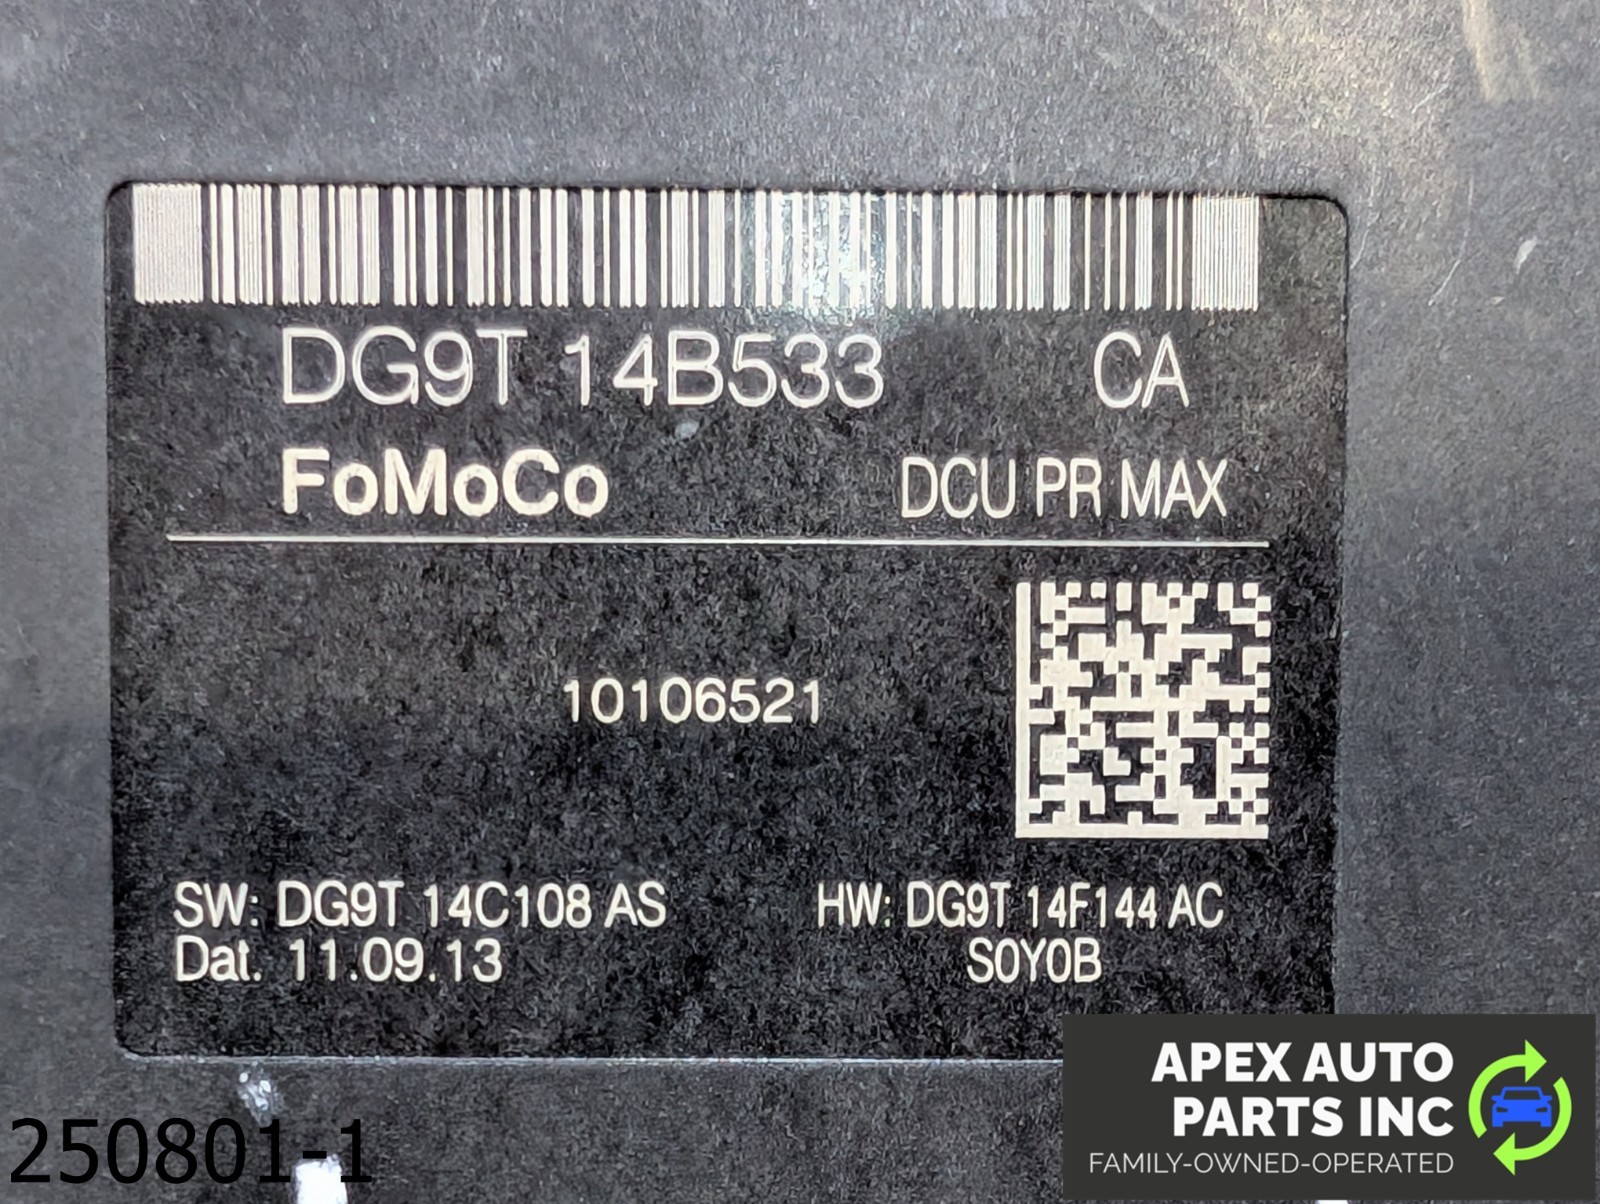 DG9T 14B533 CA
FoMoCo DCU PR MAX
10106521
SW: DG9T 14C108 AS HW: DG9T 14F144 AC
Dat. 11.09.13 S0Y0B
APEX AUTO
PARTS INC
FAMILY-OWNED-OPERATED
250801-1